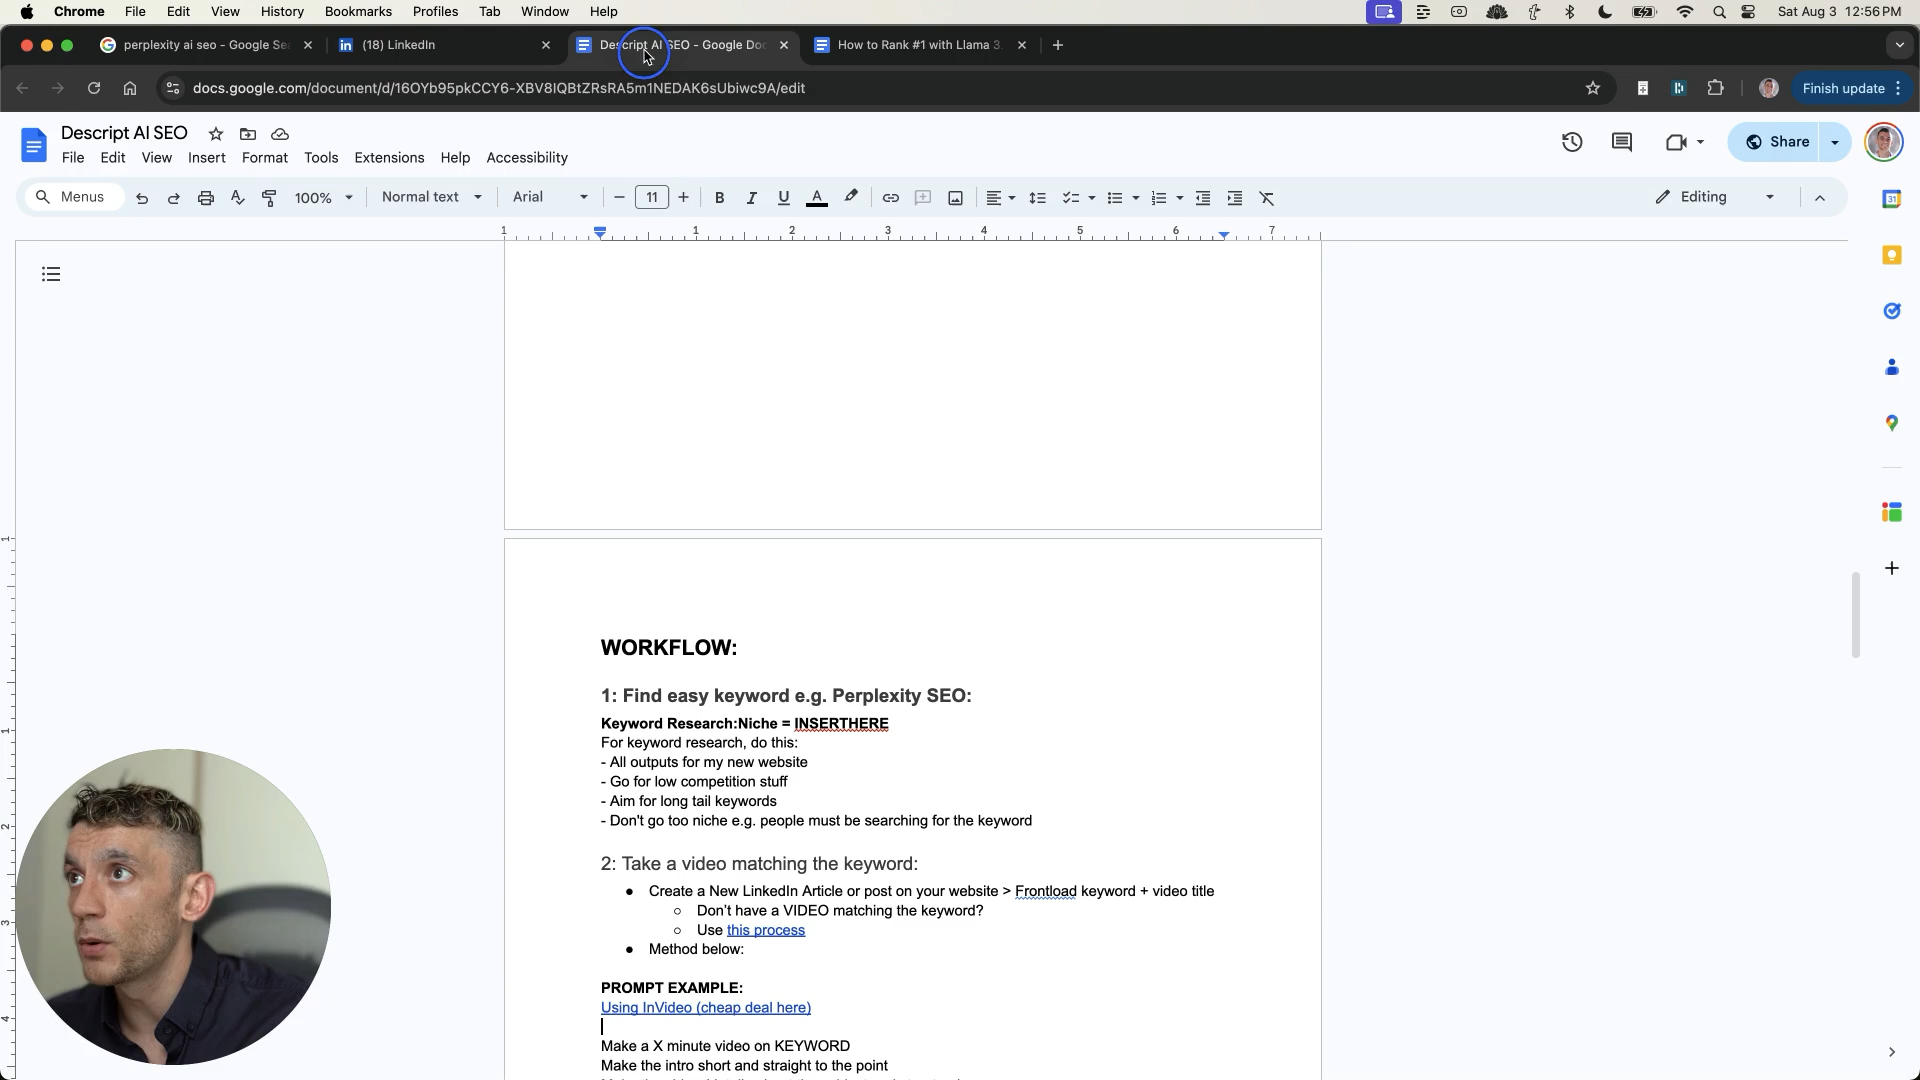 Chrome File Edit View History Bookmarks Profiles Tab Window Help Sat Aug 3 12:56 PM
perplexity ai seo - Google Se (18) LinkedIn Descript AI SEO - Google Doc How to Rank #1 with Llama 3.
docs.google.com/document/d/16OYb95pkCCY6-XBV8IQBtZRsRA5m1NEDAK6sUbiwc9A/edit Finish update
Descript AI SEO
File Edit View Insert Format Tools Extensions Help Accessibility
Share
Menus 100% Normal text Arial 11 Editing
1 1 2 3 4 5 6 7
31
WORKFLOW:
1: Find easy keyword e.g. Perplexity SEO:
Keyword Research:Niche = INSERTHERE
For keyword research, do this:
- All outputs for my new website
- Go for low competition stuff
- Aim for long tail keywords
- Don't go too niche e.g. people must be searching for the keyword
2: Take a video matching the keyword:
● Create a New LinkedIn Article or post on your website > Frontload keyword + video title
○ Don't have a VIDEO matching the keyword?
○ Use this process
● Method below:
PROMPT EXAMPLE:
Using InVideo (cheap deal here)
Make a X minute video on KEYWORD
Make the intro short and straight to the point